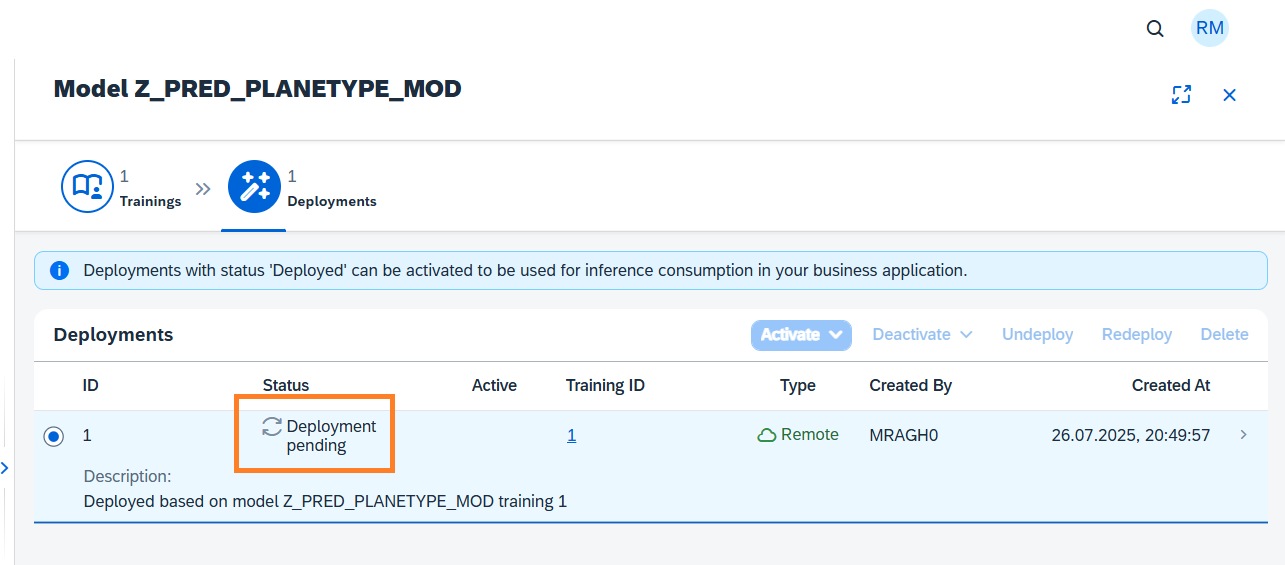 RM
Model Z_PRED_PLANETYPE_MOD
1
Trainings
1
Deployments
Deployments with status 'Deployed' can be activated to be used for inference consumption in your business application.
Deployments Activate Deactivate Undeploy Redeploy Delete
ID Status Active Training ID Type Created By Created At
1 Deployment pending 1 Remote MRAGH0 26.07.2025, 20:49:57
Description:
Deployed based on model Z_PRED_PLANETYPE_MOD training 1